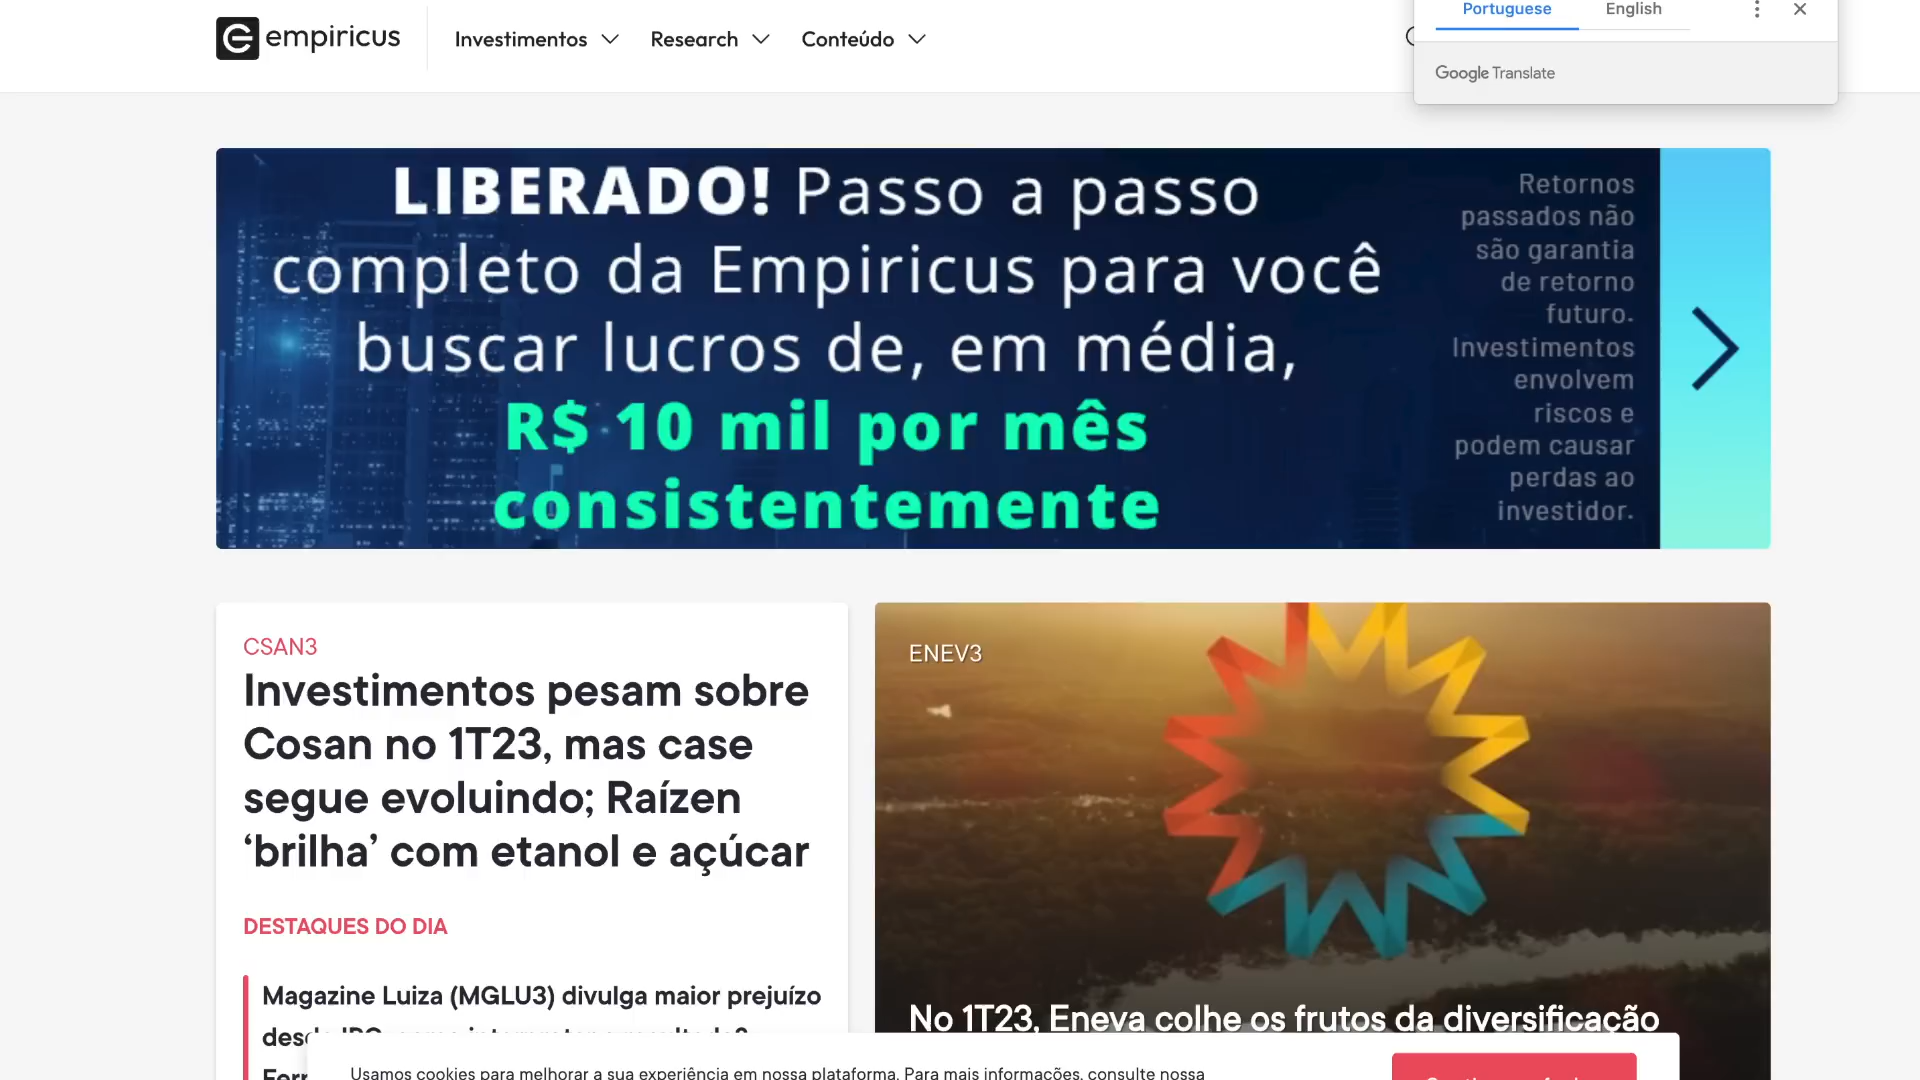 empiricus
Investimentos
Research
Conteúdo
Portuguese
English
Google Translate
LIBERADO! Passo a passo
completo da Empiricus para você
buscar lucros de, em média,
R$ 10 mil por mês
consistentemente
Retornos
passados não
são garantia
de retorno
futuro.
Investimentos
envolvem
riscos e
podem causar
perdas ao
investidor.
CSAN3
Investimentos pesam sobre
Cosan no 1T23, mas case
segue evoluindo; Raízen
‘brilha’ com etanol e açúcar
DESTAQUES DO DIA
Magazine Luiza (MGLU3) divulga maior prejuízo
ENEV3
No 1T23, Eneva colhe os frutos da diversificação
Usamos cookies para melhorar a sua experiência em nossa plataforma. Para mais informações, consulte nossa